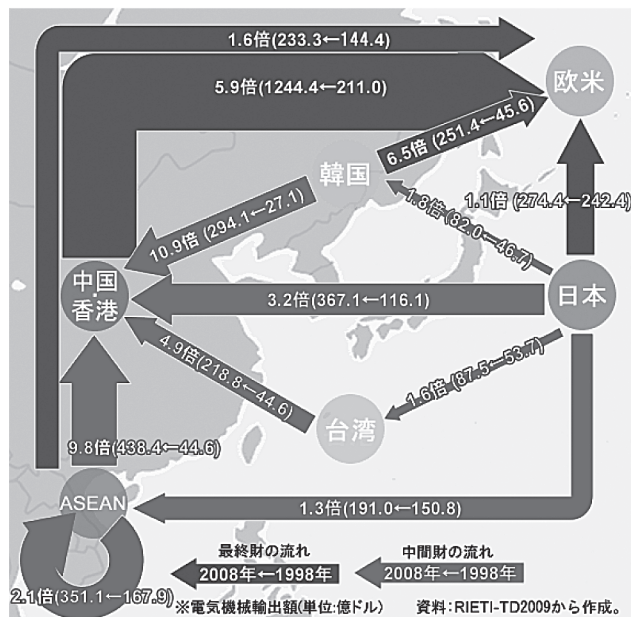 1.6倍(233.3←144.4)
5.9倍(1244.4←211.0)
欧米
6.5倍(251.4←45.6)
韓国
1.8倍(82.0←46.7)
1.1倍(274.4←242.4)
10.9倍(294.1←27.1)
中国・香港
3.2倍(367.1←116.1)
日本
4.9倍(218.8←44.6)
1.6倍(87.5←53.7)
台湾
9.8倍(438.4←44.6)
ASEAN
1.3倍(191.0←150.8)
2.1倍(351.1←167.9)
最終財の流れ
2008年←1998年
中間財の流れ
2008年←1998年
※電気機械輸出額(単位:億ドル)
資料:RIETI-TD2009から作成。